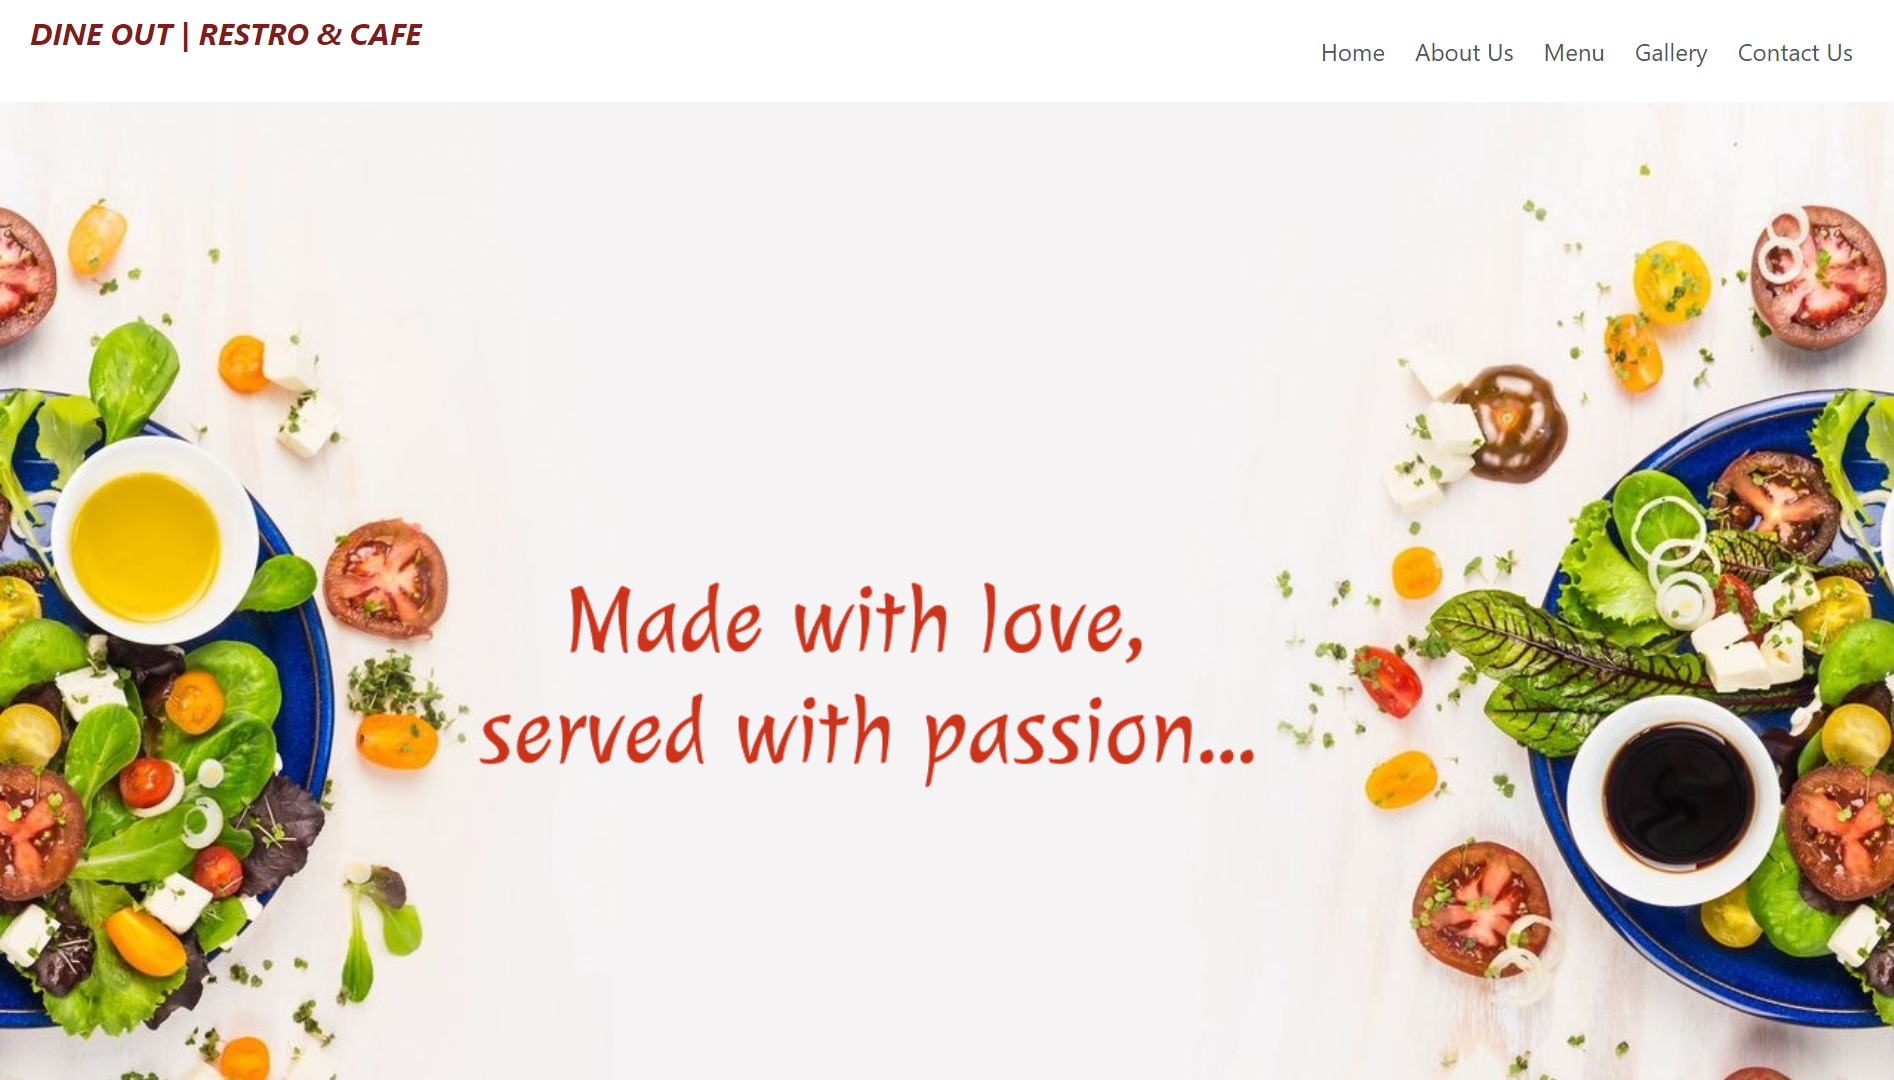 DINE OUT | RESTRO & CAFE
Home About Us Menu Gallery Contact Us
Made with love,
served with passion...